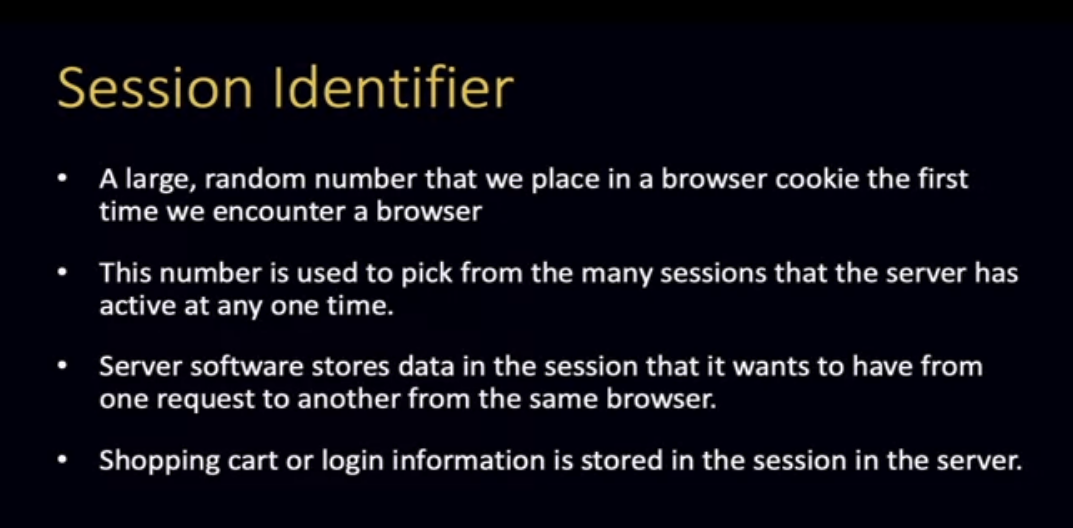 Session Identifier
• A large, random number that we place in a browser cookie the first
time we encounter a browser
• This number is used to pick from the many sessions that the server has
active at any one time.
• Server software stores data in the session that it wants to have from
one request to another from the same browser.
• Shopping cart or login information is stored in the session in the server.